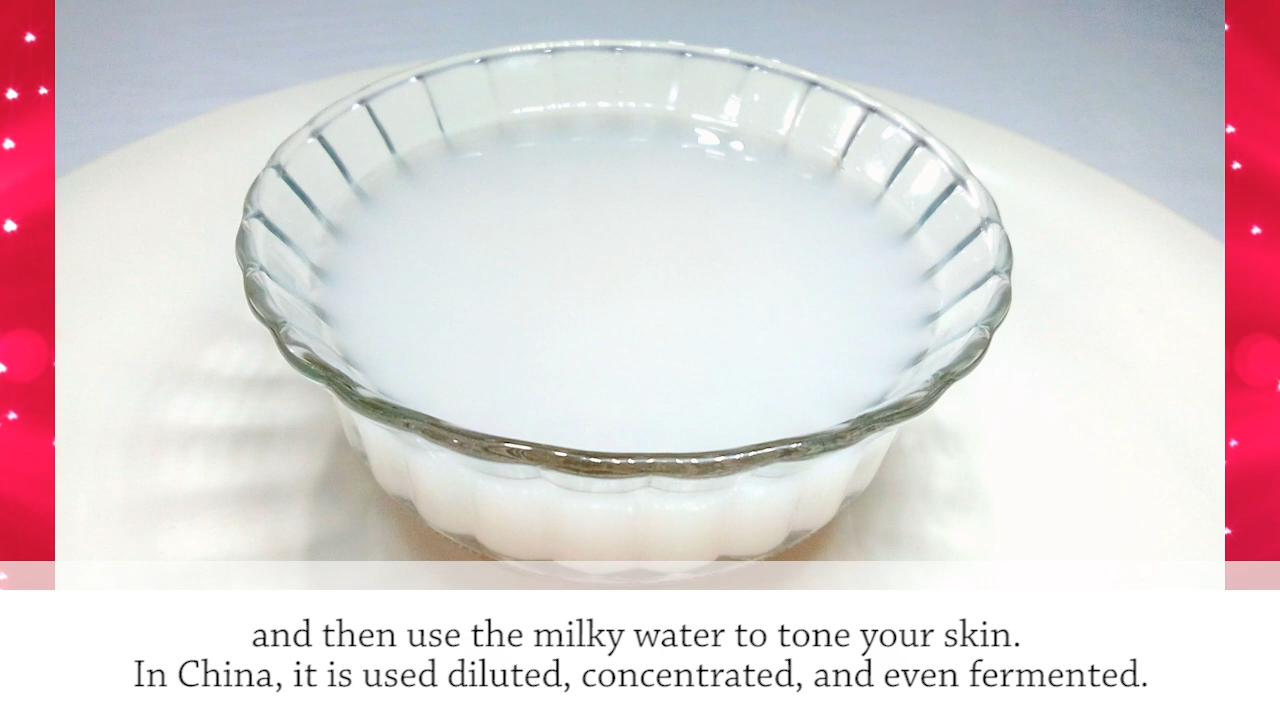 and then use the milky water to tone your skin.
In China, it is used diluted, concentrated, and even fermented.